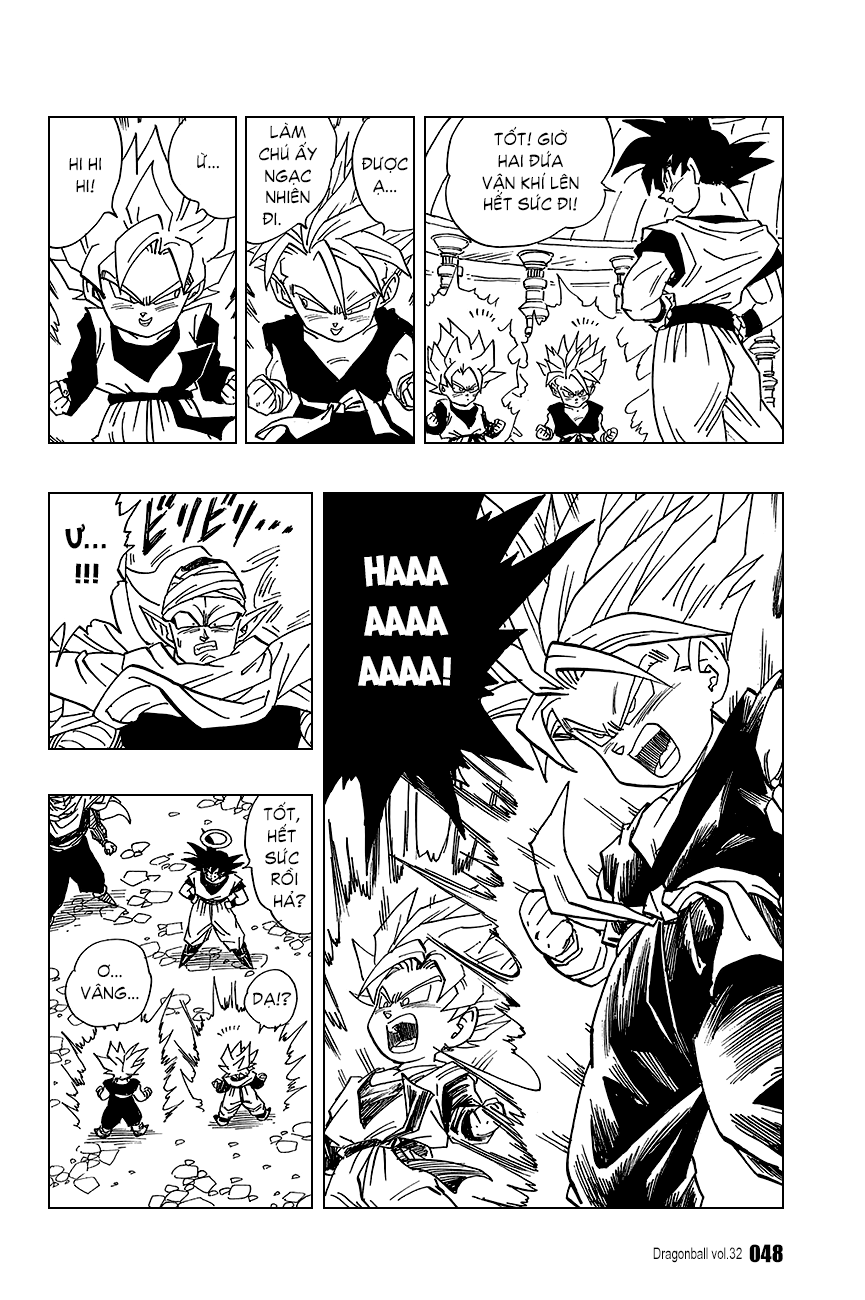 TỐT! GIỜ
HAI ĐỨA
VẬN KHÍ LÊN
HẾT SỨC ĐI!
ĐƯỢC
Ạ...
LÀM
CHÚ ẤY
NGẠC
NHIÊN
ĐI.
Ừ...
HI HI
HI!
HAAA
AAAA
AAAA!
ビリビリ...
Ư...
!!!
TỐT,
HẾT
SỨC
RỒI
HẢ?
DẠ!?
Ơ...
VÂNG...
Dragonball vol.32 048